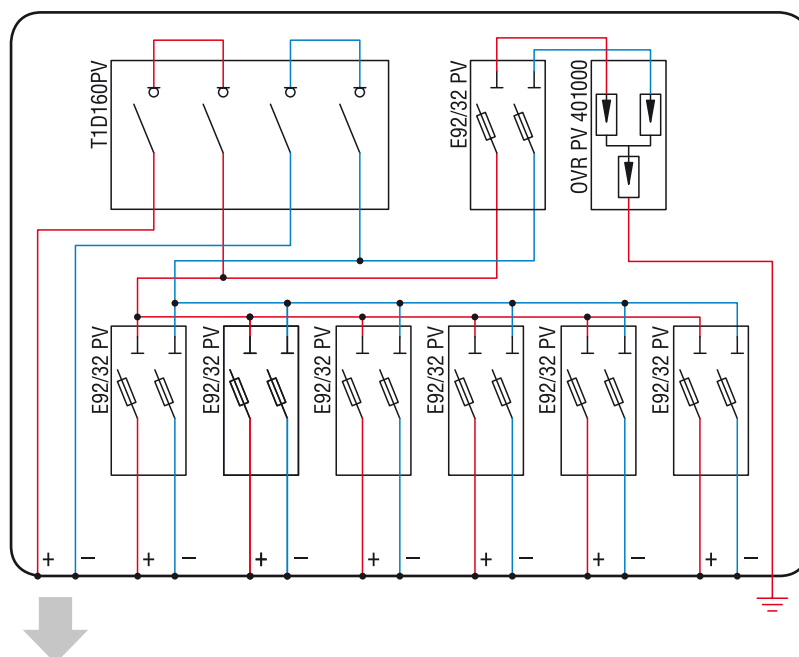 T1D160PV
E92/32 PV
OVR PV 401000
E92/32 PV
E92/32 PV
E92/32 PV
E92/32 PV
E92/32 PV
E92/32 PV
+ − + − + − + − + − + − + −